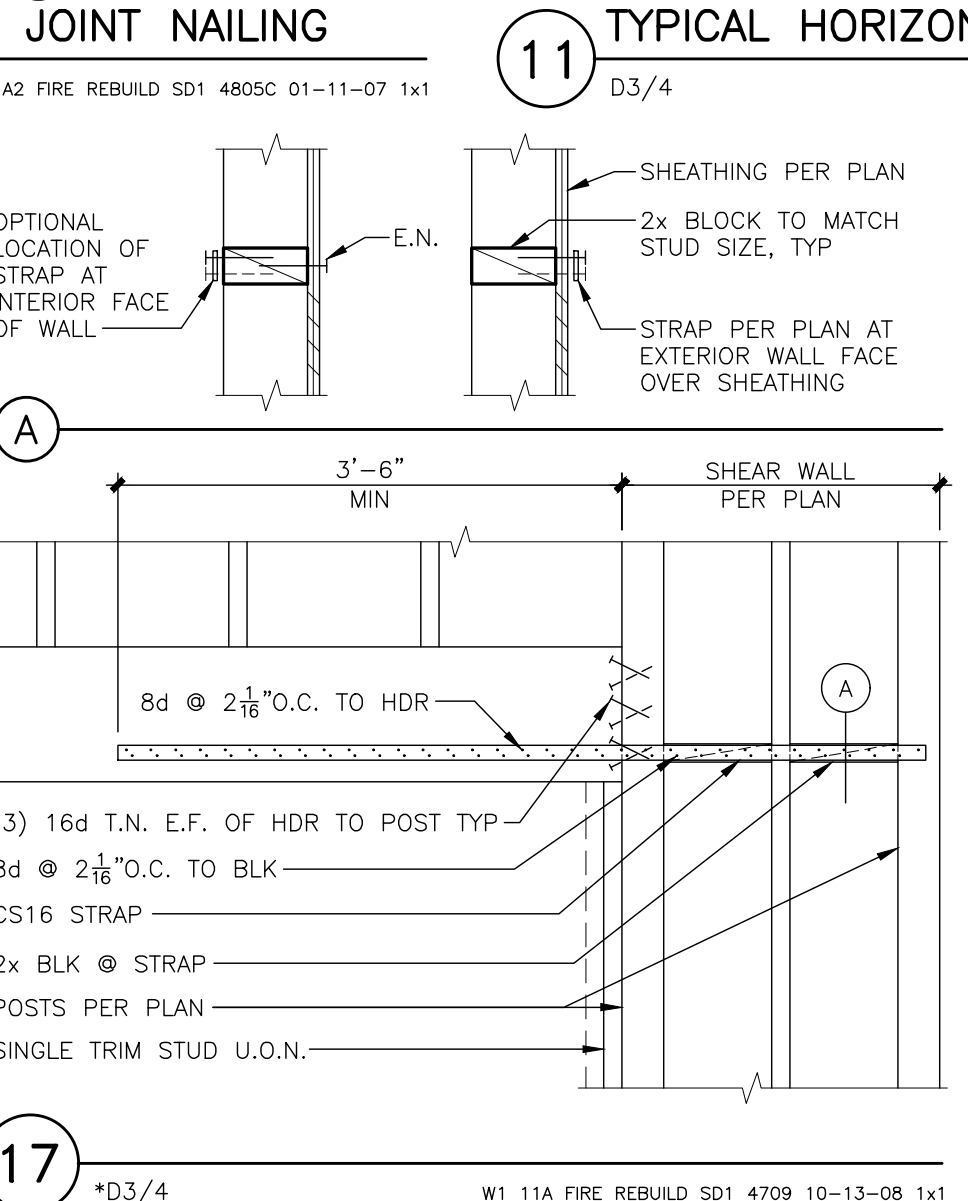 JOINT NAILING
A2 FIRE REBUILD SD1 4805C 01-11-07 1x1
11
TYPICAL HORIZON
D3/4
OPTIONAL
LOCATION OF
STRAP AT
INTERIOR FACE
OF WALL
E.N.
SHEATHING PER PLAN
2x BLOCK TO MATCH
STUD SIZE, TYP
STRAP PER PLAN AT
EXTERIOR WALL FACE
OVER SHEATHING
A
3'-6"
MIN
SHEAR WALL
PER PLAN
8d @ 2 1/16"O.C. TO HDR
A
3) 16d T.N. E.F. OF HDR TO POST TYP
8d @ 2 1/16"O.C. TO BLK
CS16 STRAP
2x BLK @ STRAP
POSTS PER PLAN
SINGLE TRIM STUD U.O.N.
17
*D3/4
W1 11A FIRE REBUILD SD1 4709 10-13-08 1x1